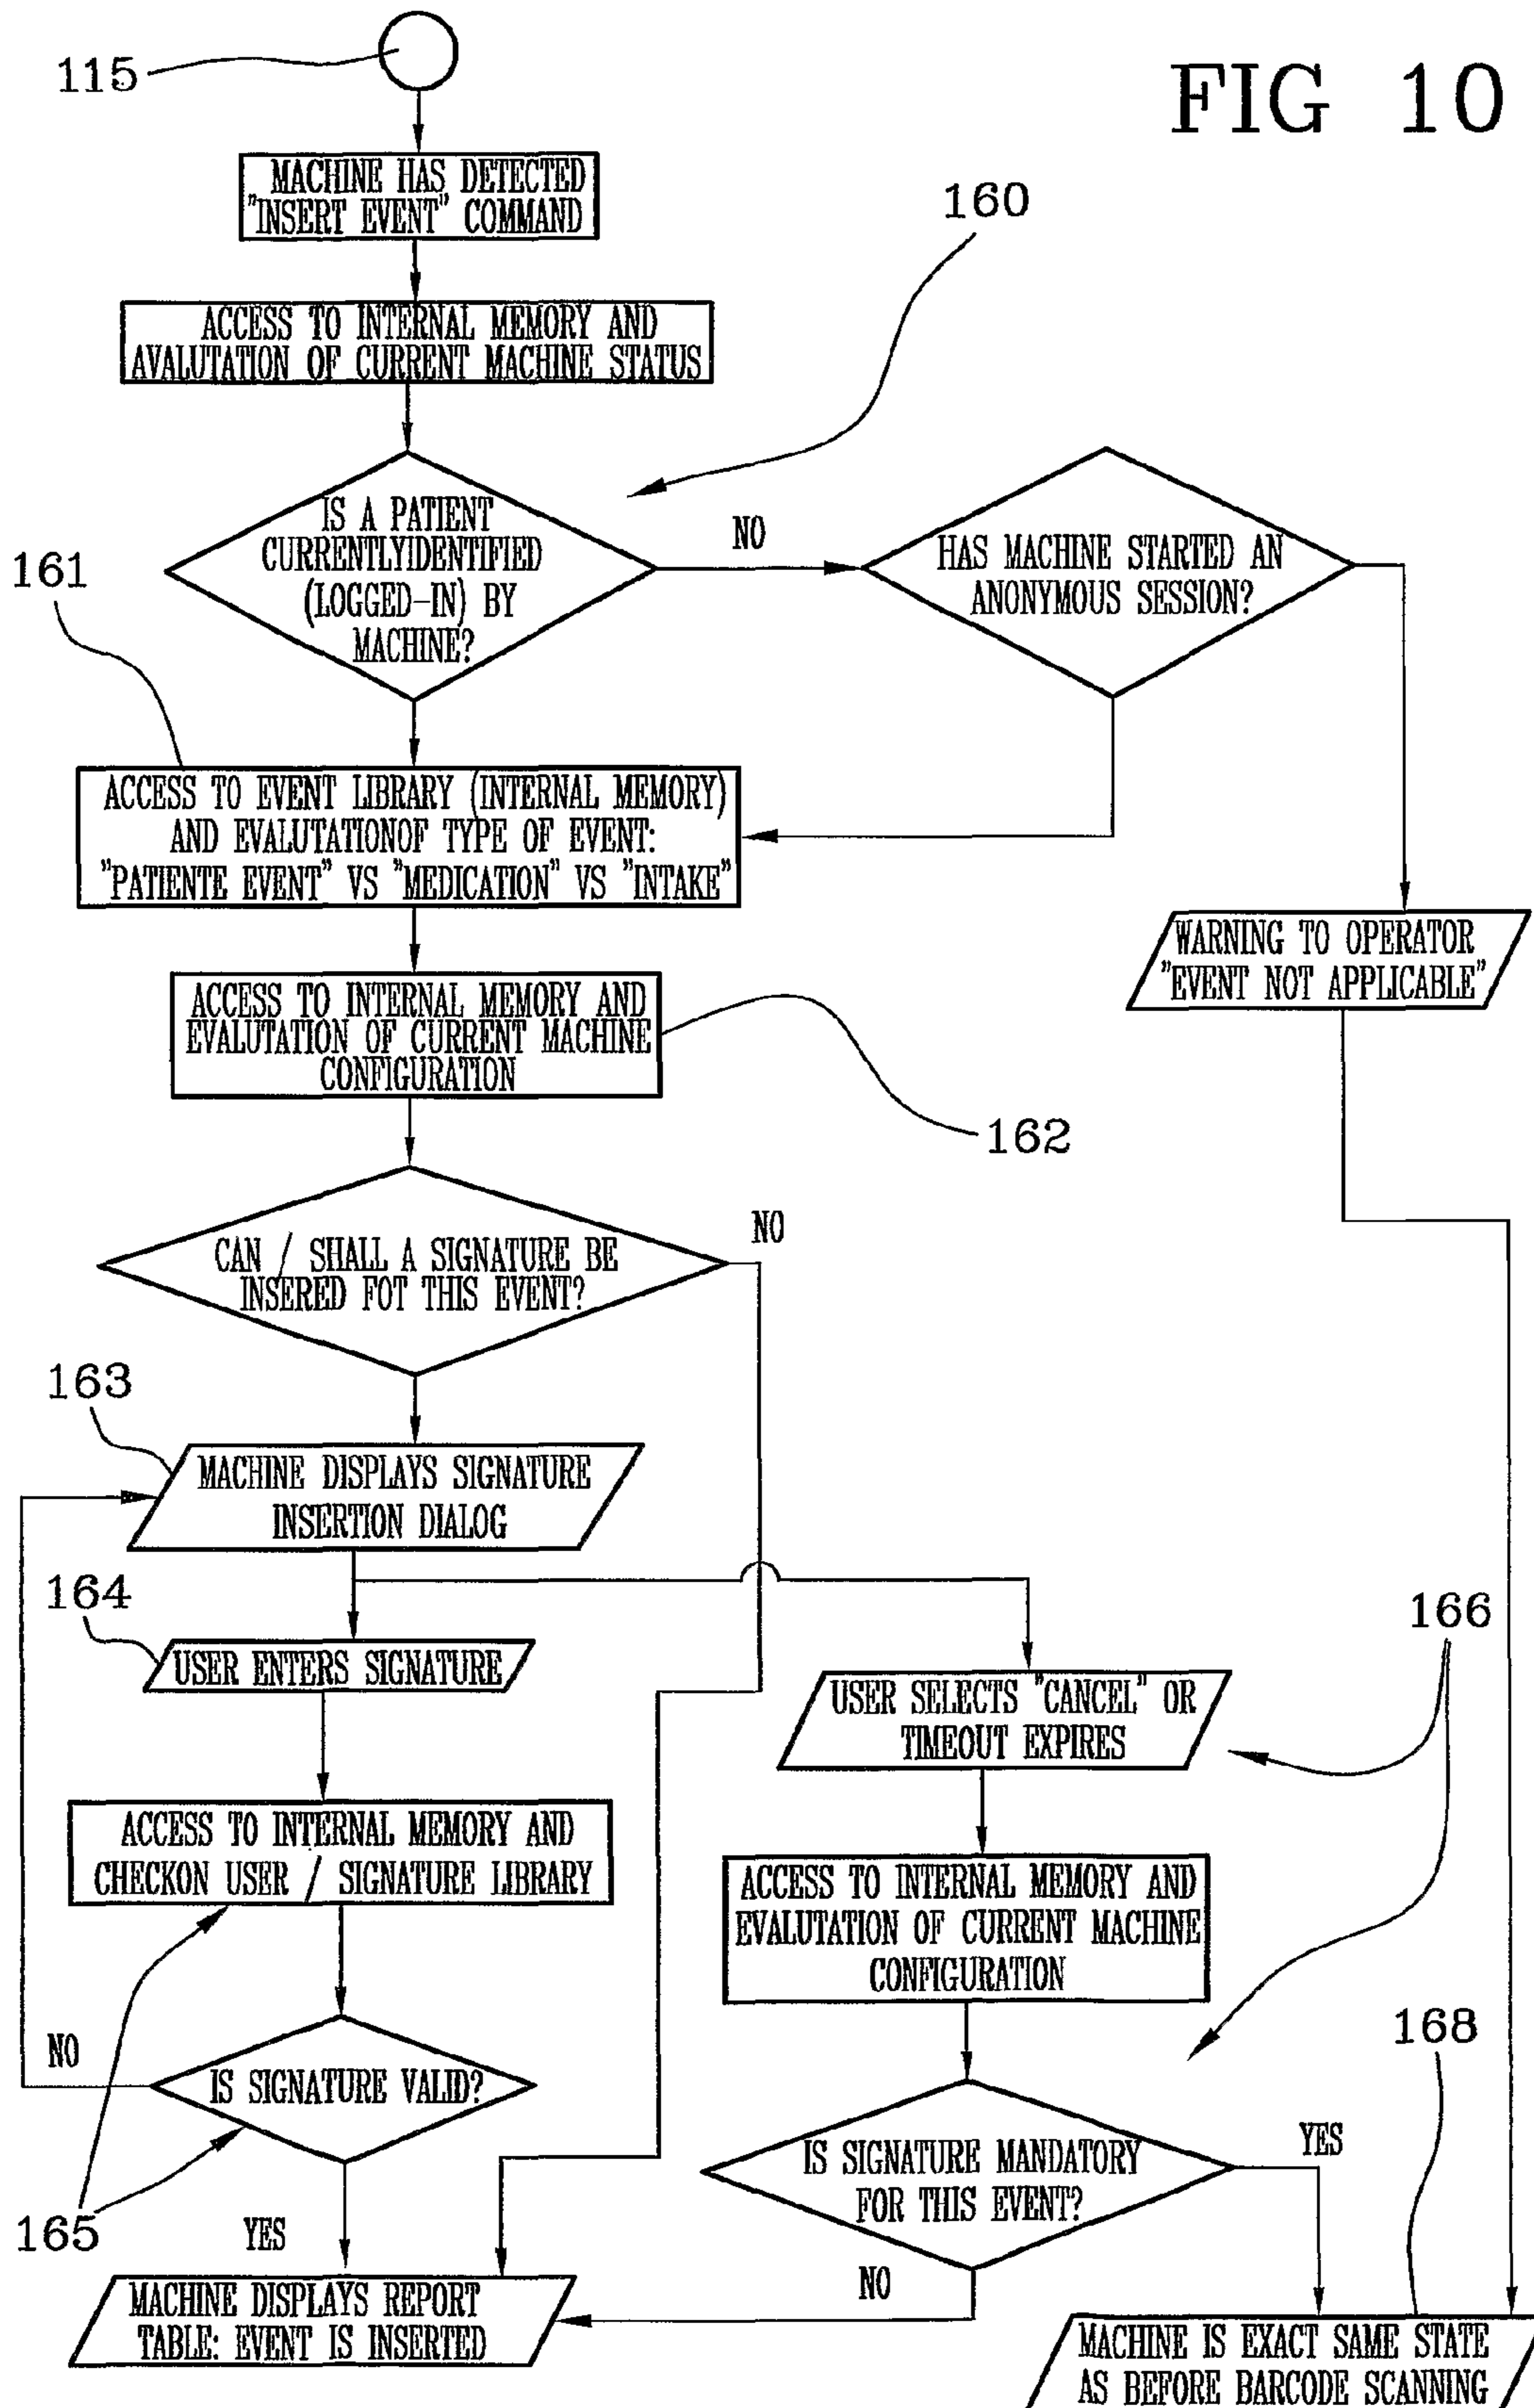 FIG 10
115
MACHINE HAS DETECTED
"INSERT EVENT" COMMAND
160
ACCESS TO INTERNAL MEMORY AND
AVALUTATION OF CURRENT MACHINE STATUS
IS A PATIENT
CURRENTLYIDENTIFIED
(LOGGED-IN) BY
MACHINE?
NO
HAS MACHINE STARTED AN
ANONYMOUS SESSION?
161
ACCESS TO EVENT LIBRARY (INTERNAL MEMORY)
AND EVALUTATIONOF TYPE OF EVENT:
"PATIENTE EVENT" VS "MEDICATION" VS "INTAKE"
WARNING TO OPERATOR
"EVENT NOT APPLICABLE"
ACCESS TO INTERNAL MEMORY AND
EVALUTATION OF CURRENT MACHINE
CONFIGURATION
162
CAN / SHALL A SIGNATURE BE
INSERED FOT THIS EVENT?
NO
163
MACHINE DISPLAYS SIGNATURE
INSERTION DIALOG
164
USER ENTERS SIGNATURE
166
USER SELECTS "CANCEL" OR
TIMEOUT EXPIRES
ACCESS TO INTERNAL MEMORY AND
CHECKON USER / SIGNATURE LIBRARY
ACCESS TO INTERNAL MEMORY AND
EVALUTATION OF CURRENT MACHINE
CONFIGURATION
168
NO
IS SIGNATURE VALID?
IS SIGNATURE MANDATORY
FOR THIS EVENT?
YES
165
YES
NO
MACHINE DISPLAYS REPORT
TABLE: EVENT IS INSERTED
MACHINE IS EXACT SAME STATE
AS BEFORE BARCODE SCANNING